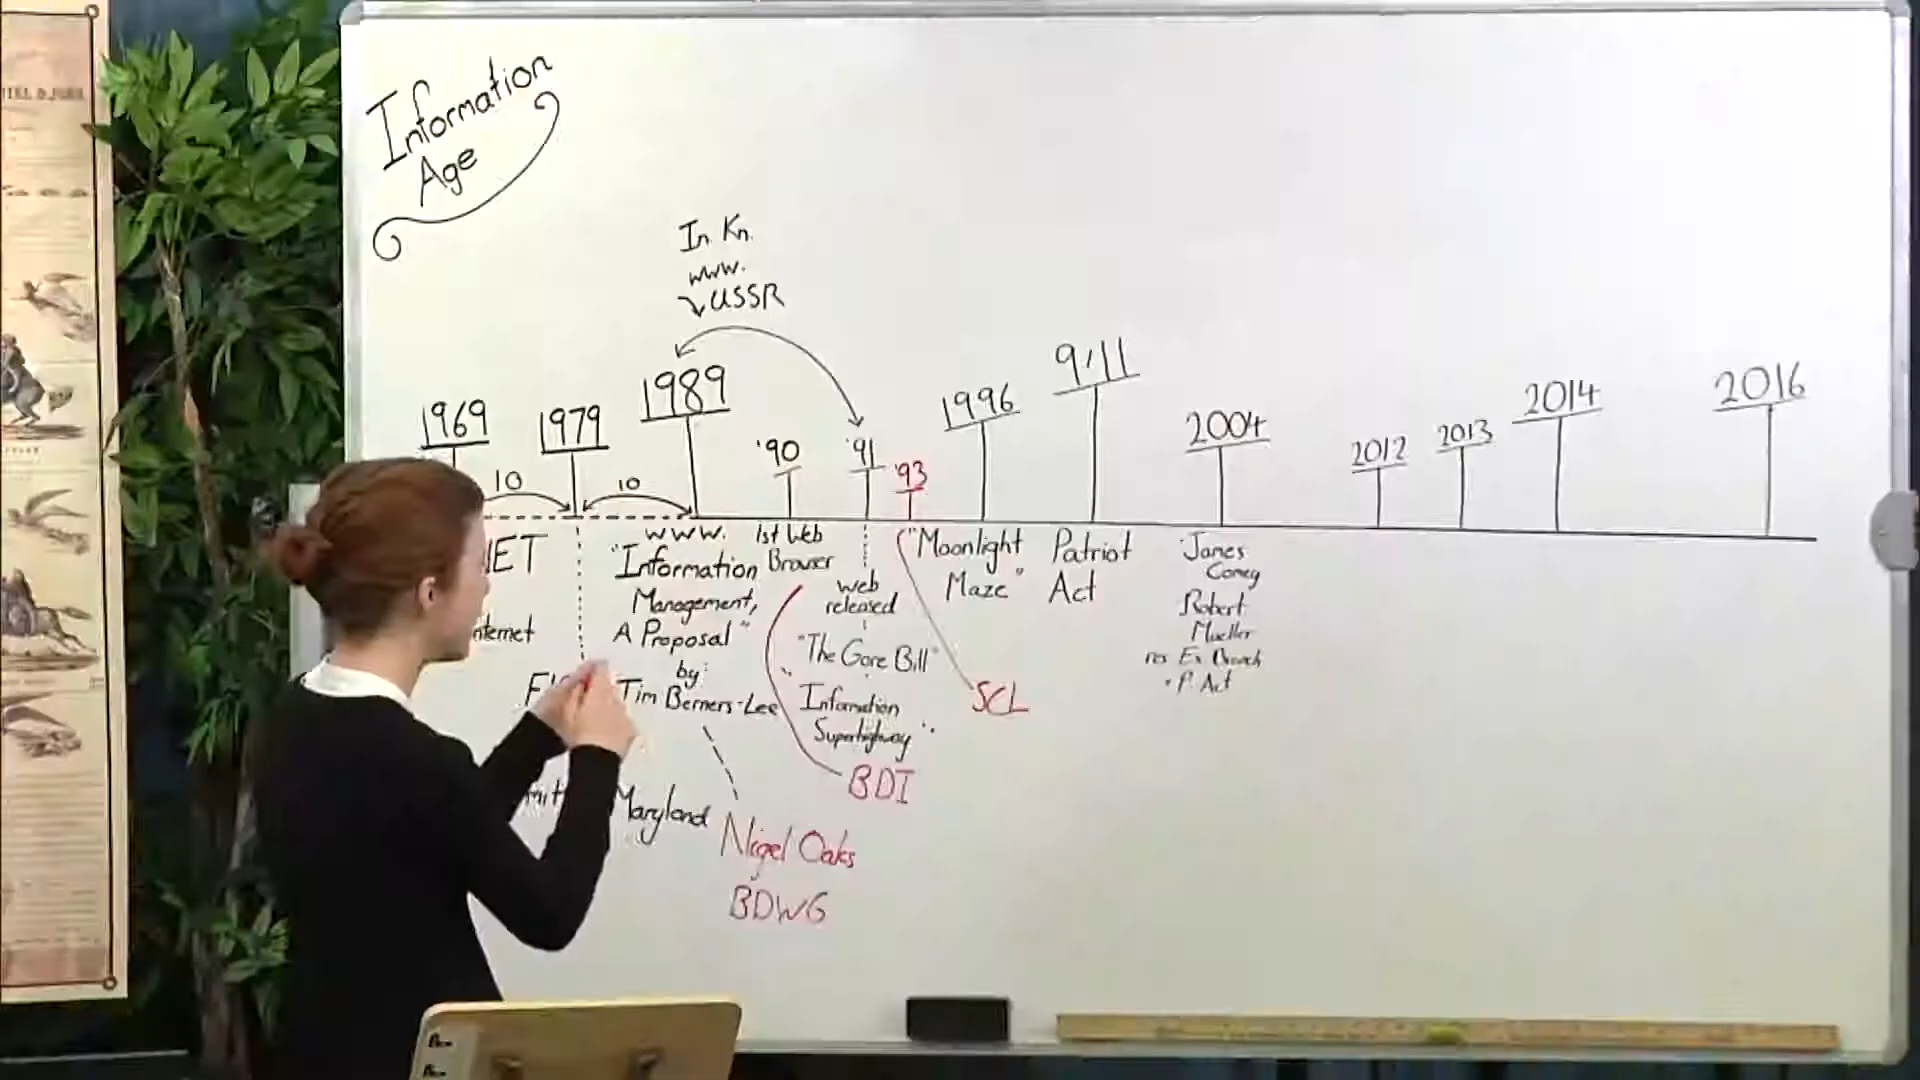 Information
Age
In Kn.
www.
↘USSR
1969
1979
1989
'90
'91
'93
1996
9/11
2004
2012
2013
2014
2016
10
10
NET
nternet
www.
"Information
Management,
A Proposal"
by:
Tim Berners-Lee
1st Web
Browser
web
released
"The Gore Bill"
Information
Superhighway
"Moonlight
Maze"
Patriot
Act
James
Comey
Robert
Mueller
P. Act
SCL
BDI
Maryland
Nigel Oaks
BDWG